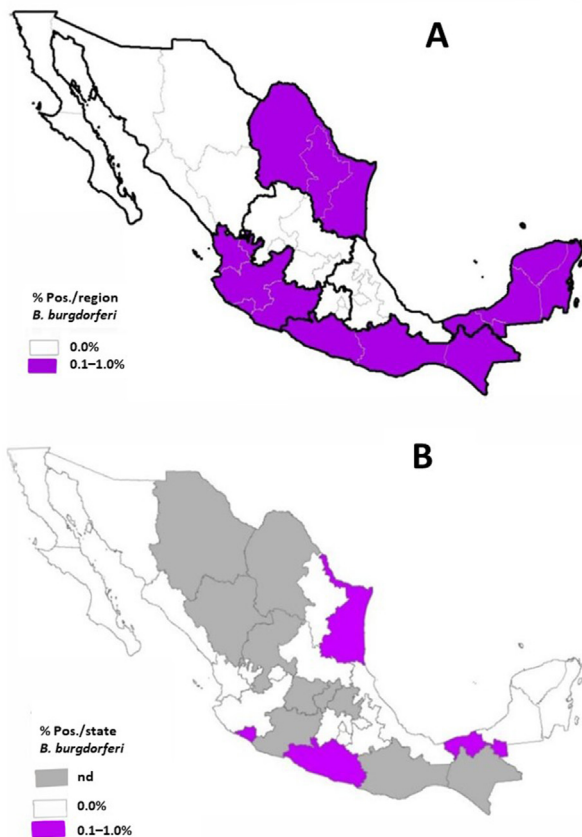 A
% Pos./region
B. burgdorferi
0.0%
0.1–1.0%
B
% Pos./state
B. burgdorferi
nd
0.0%
0.1–1.0%